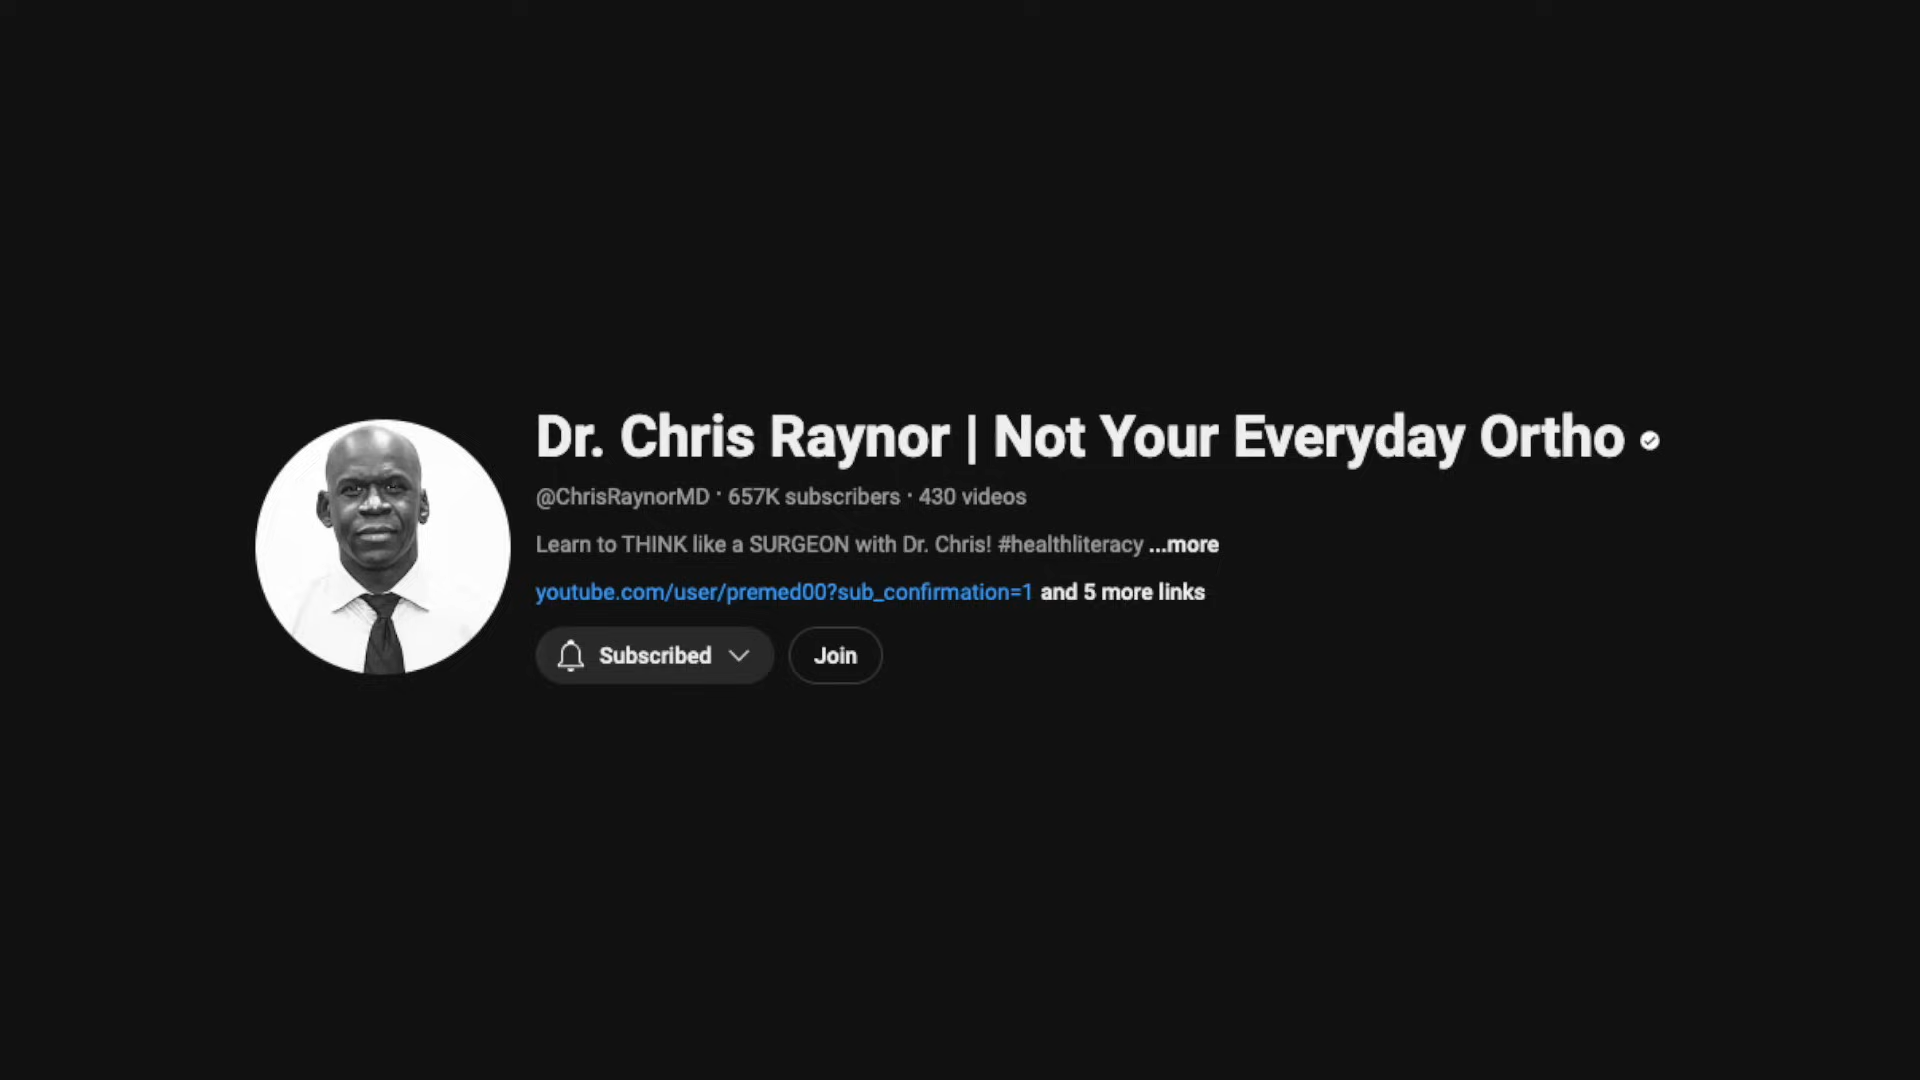 Dr. Chris Raynor | Not Your Everyday Ortho
@ChrisRaynorMD · 657K subscribers · 430 videos
Learn to THINK like a SURGEON with Dr. Chris! #healthliteracy ...more
youtube.com/user/premed00?sub_confirmation=1 and 5 more links
Subscribed Join